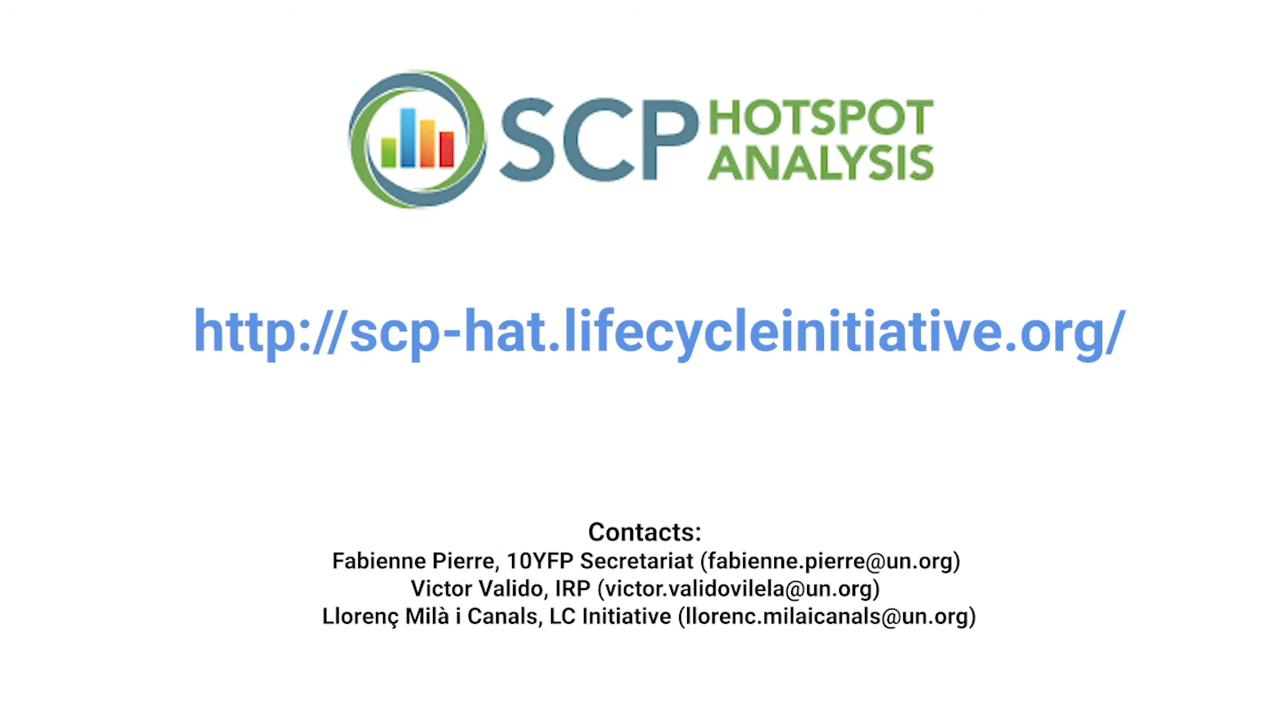 SCP HOTSPOT
ANALYSIS
http://scp-hat.lifecycleinitiative.org/
Contacts:
Fabienne Pierre, 10YFP Secretariat (fabienne.pierre@un.org)
Victor Valido, IRP (victor.validovilela@un.org)
Llorenç Milà i Canals, LC Initiative (llorenc.milaicanals@un.org)